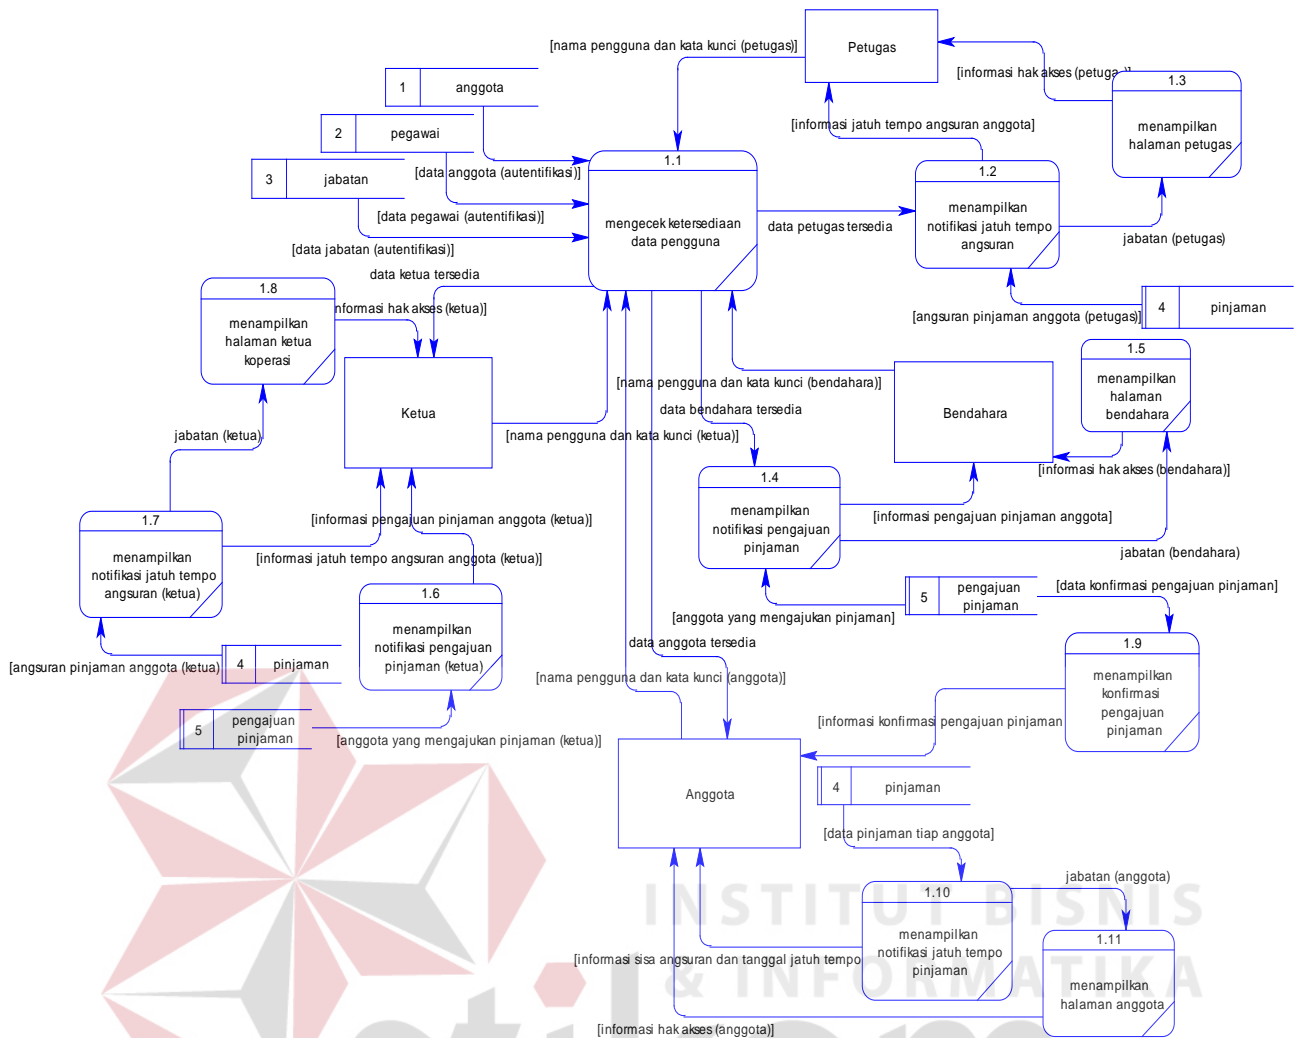 Petugas
[nama pengguna dan kata kunci (petugas)]
[informasi hak akses (petuga
1.3
menampilkan
halaman petugas
1 anggota
2 pegawai
3 jabatan
[informasi jatuh tempo angsuran anggota]
[data anggota (autentifikasi)]
[data pegawai (autentifikasi)]
[data jabatan (autentifikasi]
1.1
mengecek ketersediaan
data pengguna
data petugas tersedia
1.2
menampilkan
notifikasi jatuh tempo
angsuran
jabatan (petugas)
[angsuran pinjaman anggota (petugas)]
4 pinjaman
data ketua tersedia
1.8
menampilkan
halaman ketua
koperasi
nformasi hak akses (ketua)]
Ketua
[nama pengguna dan kata kunci (ketua)]
[nama pengguna dan kata kunci (bendahara)]
data bendahara tersedia
Bendahara
1.5
menampilkan
halaman
bendahara
[informasi hak akses (bendahara)]
jabatan (ketua)
1.4
menampilkan
notifikasi pengajuan
pinjaman
[informasi pengajuan pinjaman anggota]
jabatan (bendahara)
1.7
menampilkan
notifikasi jatuh tempo
angsuran (ketua)
[informasi pengajuan pinjaman anggota (ketua)]
[informasi jatuh tempo angsuran anggota (ketua)]
1.6
menampilkan
notifikasi pengajuan
pinjaman (ketua)
[anggota yang mengajukan pinjaman]
5 pengajuan
pinjaman
[data konfirmasi pengajuan pinjaman]
1.9
menampilkan
konfirmasi
pengajuan
pinjaman
[angsuran pinjaman anggota (ketua)
4 pinjaman
5 pengajuan
pinjaman
[anggota yang mengajukan pinjaman (ketua)]
data anggota tersedia
[nama pengguna dan kata kunci (anggota)]
[informasi konfirmasi pengajuan pinjaman
Anggota
4 pinjaman
[data pinjaman tiap anggota]
1.10
menampilkan
notifikasi jatuh tempo
pinjaman
jabatan (anggota)
1.11
menampilkan
halaman anggota
[informasi sisa angsuran dan tanggal jatuh tempo
[informasi hak akses (anggota)]
INSTITUT BISNIS
& INFORMATIKA